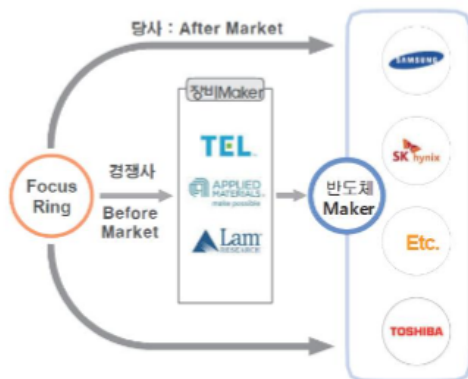 당사 : After Market
SAMSUNG
장비Maker
TEL
SK hynix
경쟁사
APPLIED
MATERIALS
make possible
Focus
Ring
반도체
Maker
Before
Market
Lam
RESEARCH
Etc.
TOSHIBA